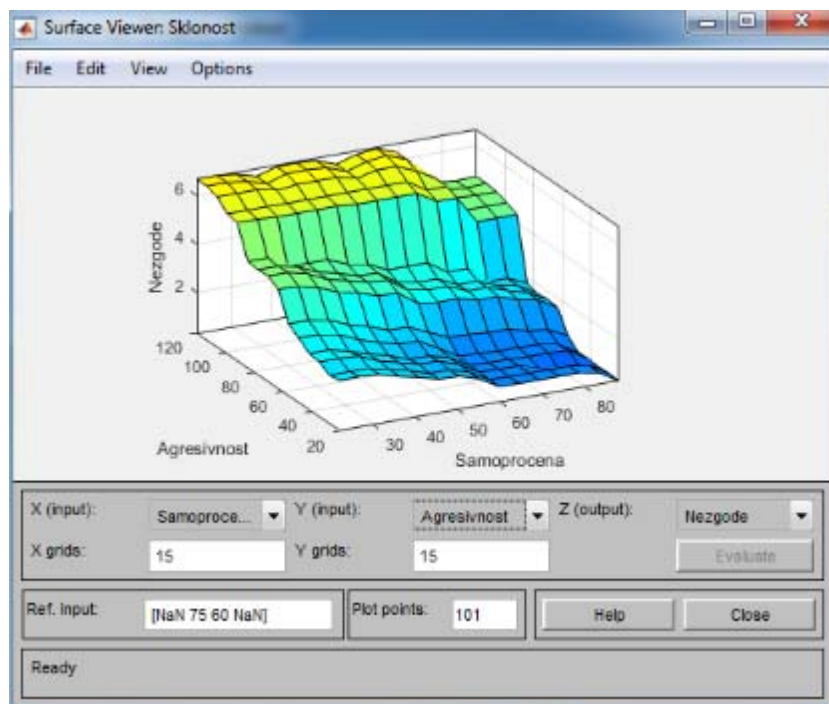 Surface Viewer: Sklonost
File Edit View Options
6
4
2
Nezgode
120
100
80
60
40
20
Agresivnost
30 40 50 60 70 80
Samoprocena
X (input): Samoproce... Y (input): Agresivnost Z (output): Nezgode
X grids: 15 Y grids: 15 Evaluate
Ref. Input: [NaN 75 60 NaN] Plot points: 101 Help Close
Ready